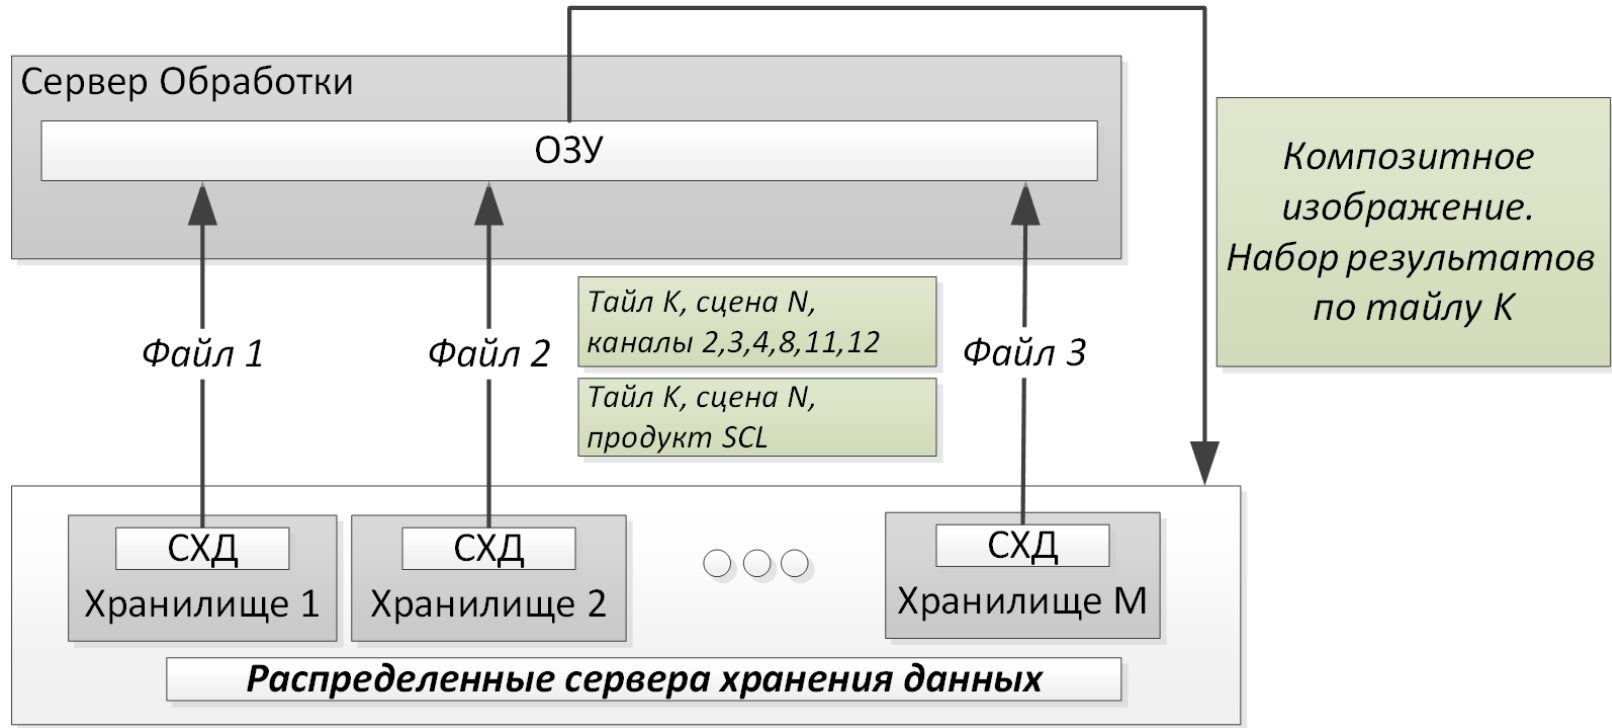 Сервер Обработки
ОЗУ
Композитное
изображение.
Набор результатов
по тайлу К
Тайл К, сцена N,
каналы 2,3,4,8,11,12
Файл 1
Файл 2
Файл 3
Тайл К, сцена N,
продукт SCL
СХД
Хранилище 1
СХД
Хранилище 2
СХД
Хранилище М
Распределенные сервера хранения данных